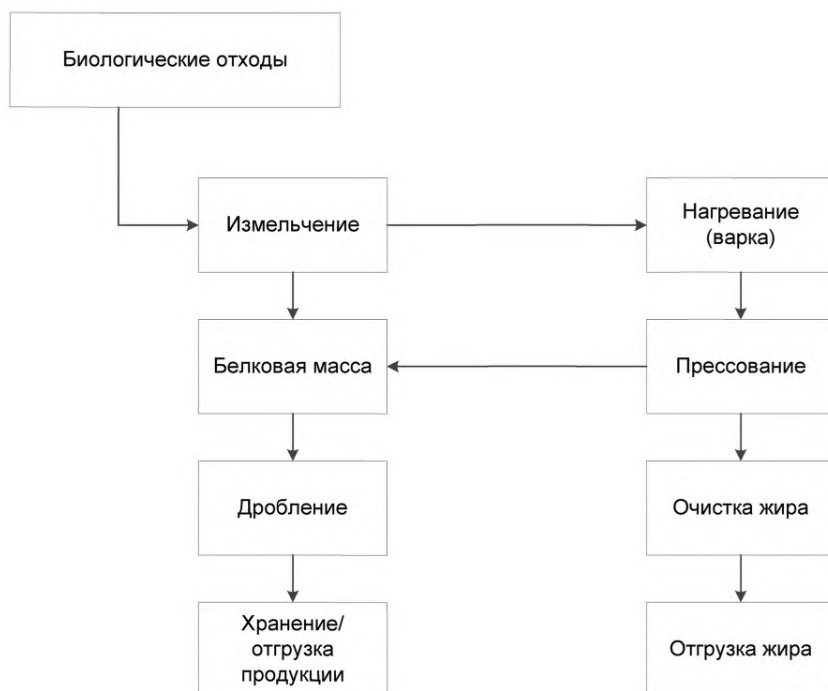 Биологические отходы
Измельчение
Нагревание
(варка)
Белковая масса
Прессование
Дробление
Очистка жира
Хранение/
отгрузка
продукции
Отгрузка жира